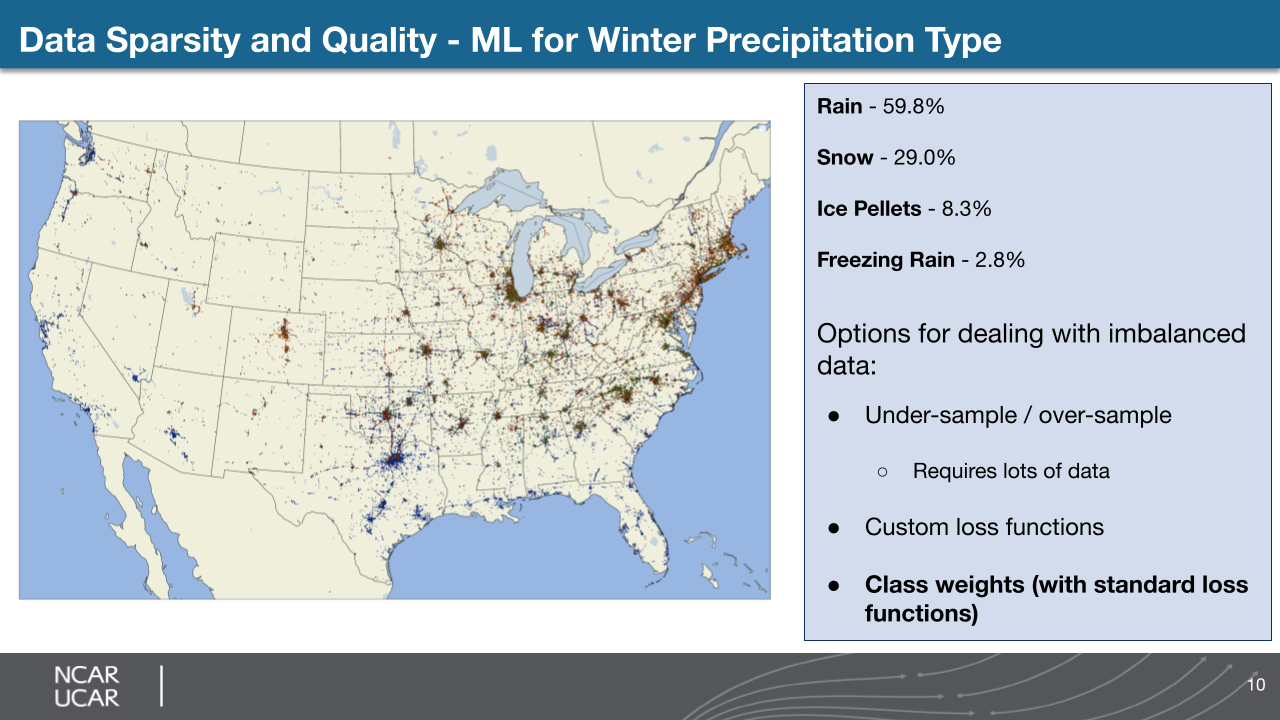 Data Sparsity and Quality - ML for Winter Precipitation Type
Rain - 59.8%
Snow - 29.0%
Ice Pellets - 8.3%
Freezing Rain - 2.8%
Options for dealing with imbalanced
data:
● Under-sample / over-sample
○ Requires lots of data
● Custom loss functions
● Class weights (with standard loss
functions)
NCAR
UCAR
10